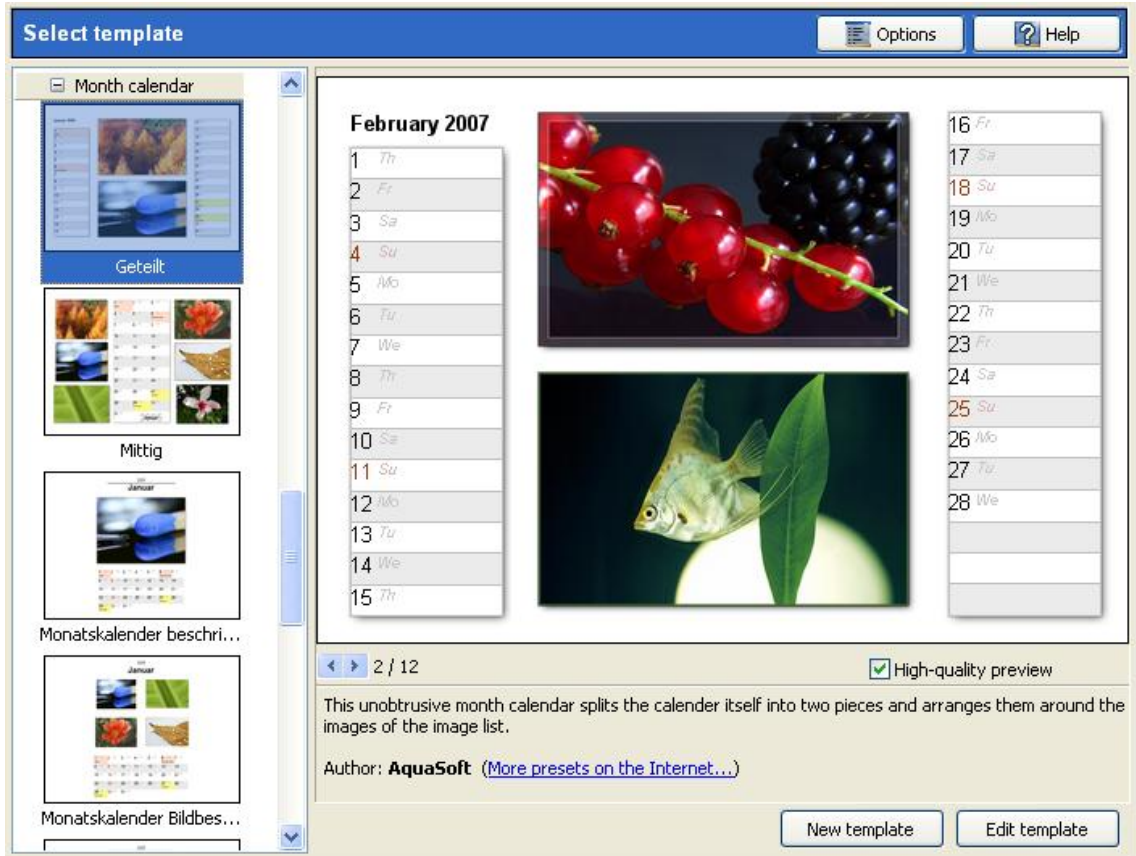 Select template
Options
Help
Month calendar
Geteilt
Mittig
Januar
Monatskalender beschri...
Januar
Monatskalender Bildbes...
February 2007
1 Th
2 Fr
3 Sa
4 Su
5 Mo
6 Tu
7 We
8 Th
9 Fr
10 Sa
11 Su
12 Mo
13 Tu
14 We
15 Th
16 Fr
17 Sa
18 Su
19 Mo
20 Tu
21 We
22 Th
23 Fr
24 Sa
25 Su
26 Mo
27 Tu
28 We
2 / 12
High-quality preview
This unobtrusive month calendar splits the calender itself into two pieces and arranges them around the
images of the image list.
Author: AquaSoft (More presets on the Internet...)
New template
Edit template